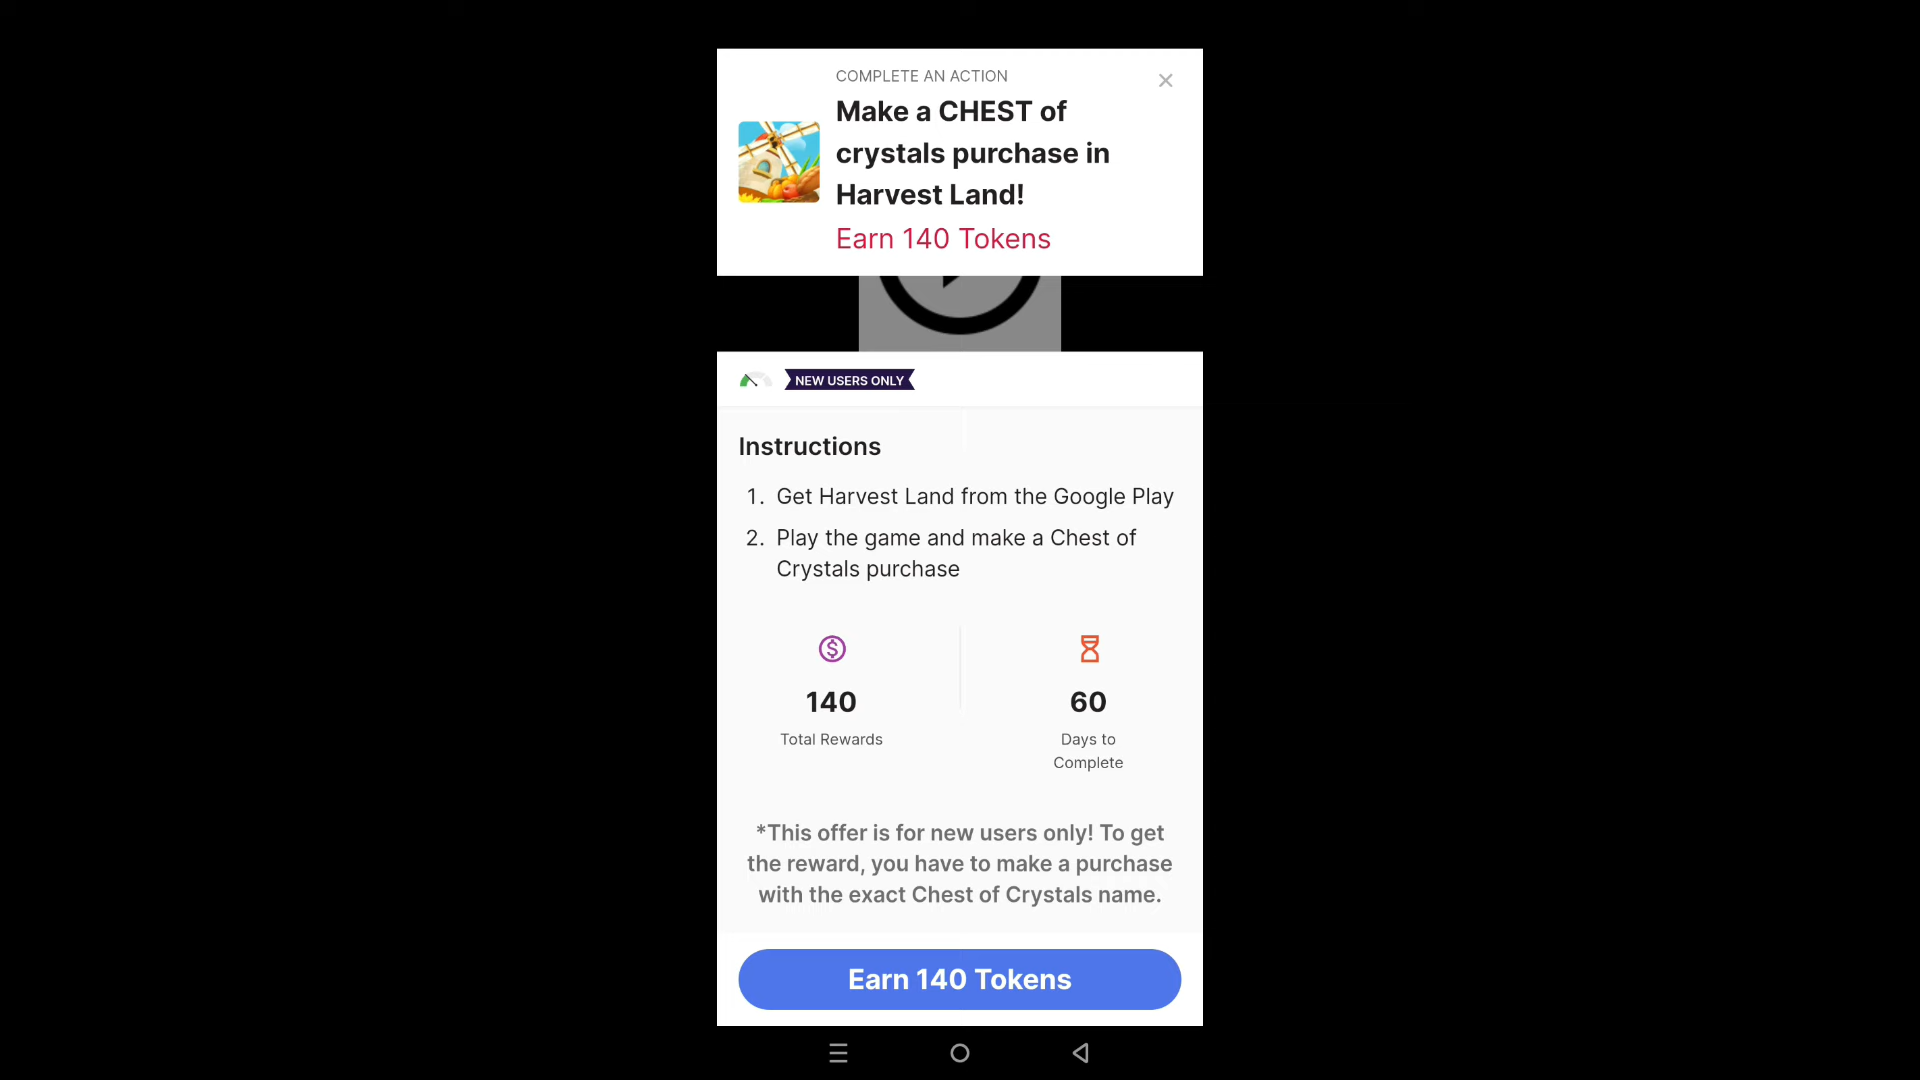 COMPLETE AN ACTION
Make a CHEST of
crystals purchase in
Harvest Land!
Earn 140 Tokens
NEW USERS ONLY
Instructions
1. Get Harvest Land from the Google Play
2. Play the game and make a Chest of
Crystals purchase
140
Total Rewards
60
Days to
Complete
*This offer is for new users only! To get
the reward, you have to make a purchase
with the exact Chest of Crystals name.
Earn 140 Tokens